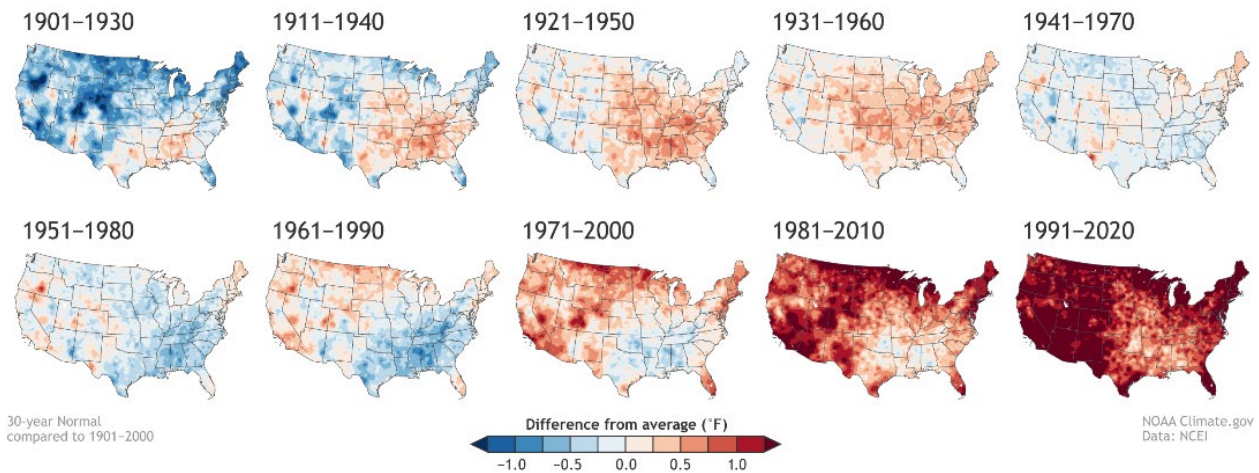 1901–1930
1911–1940
1921–1950
1931–1960
1941–1970
1951–1980
1961–1990
1971–2000
1981–2010
1991–2020
30-year Normal
compared to 1901–2000
Difference from average (°F)
−1.0 −0.5 0.0 0.5 1.0
NOAA Climate.gov
Data: NCEI